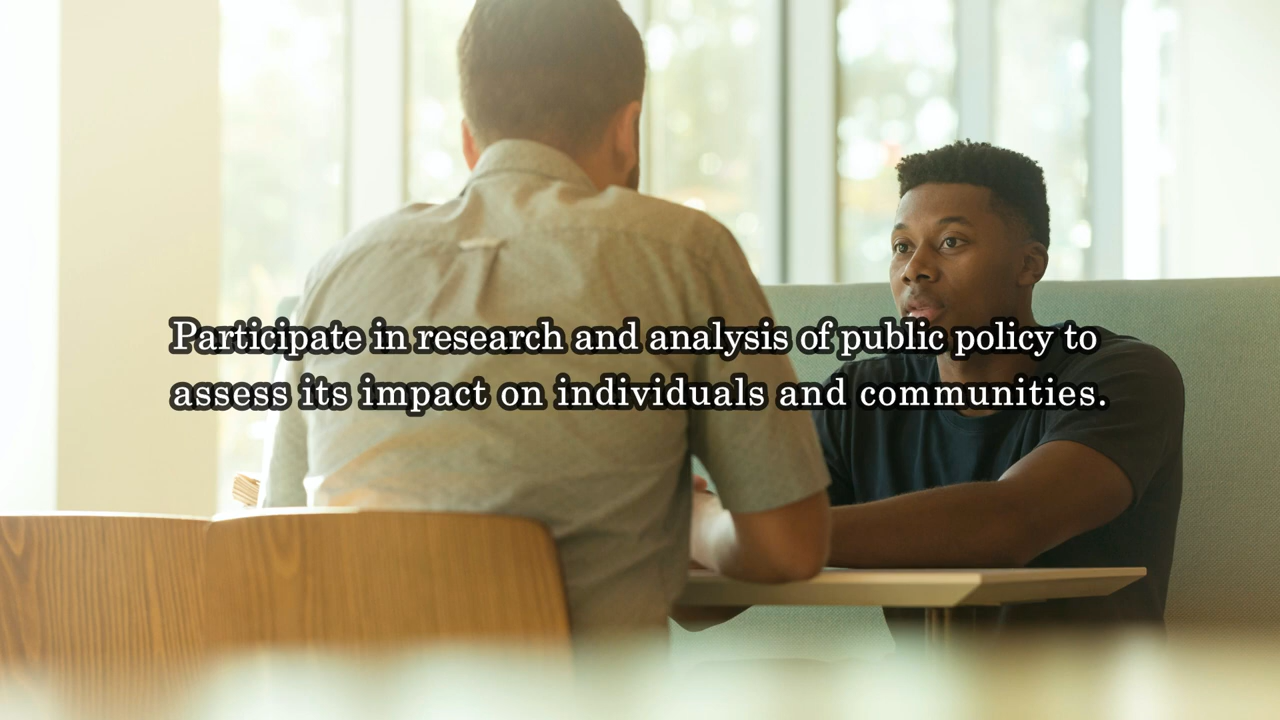 Participate in research and analysis of public policy to
assess its impact on individuals and communities.